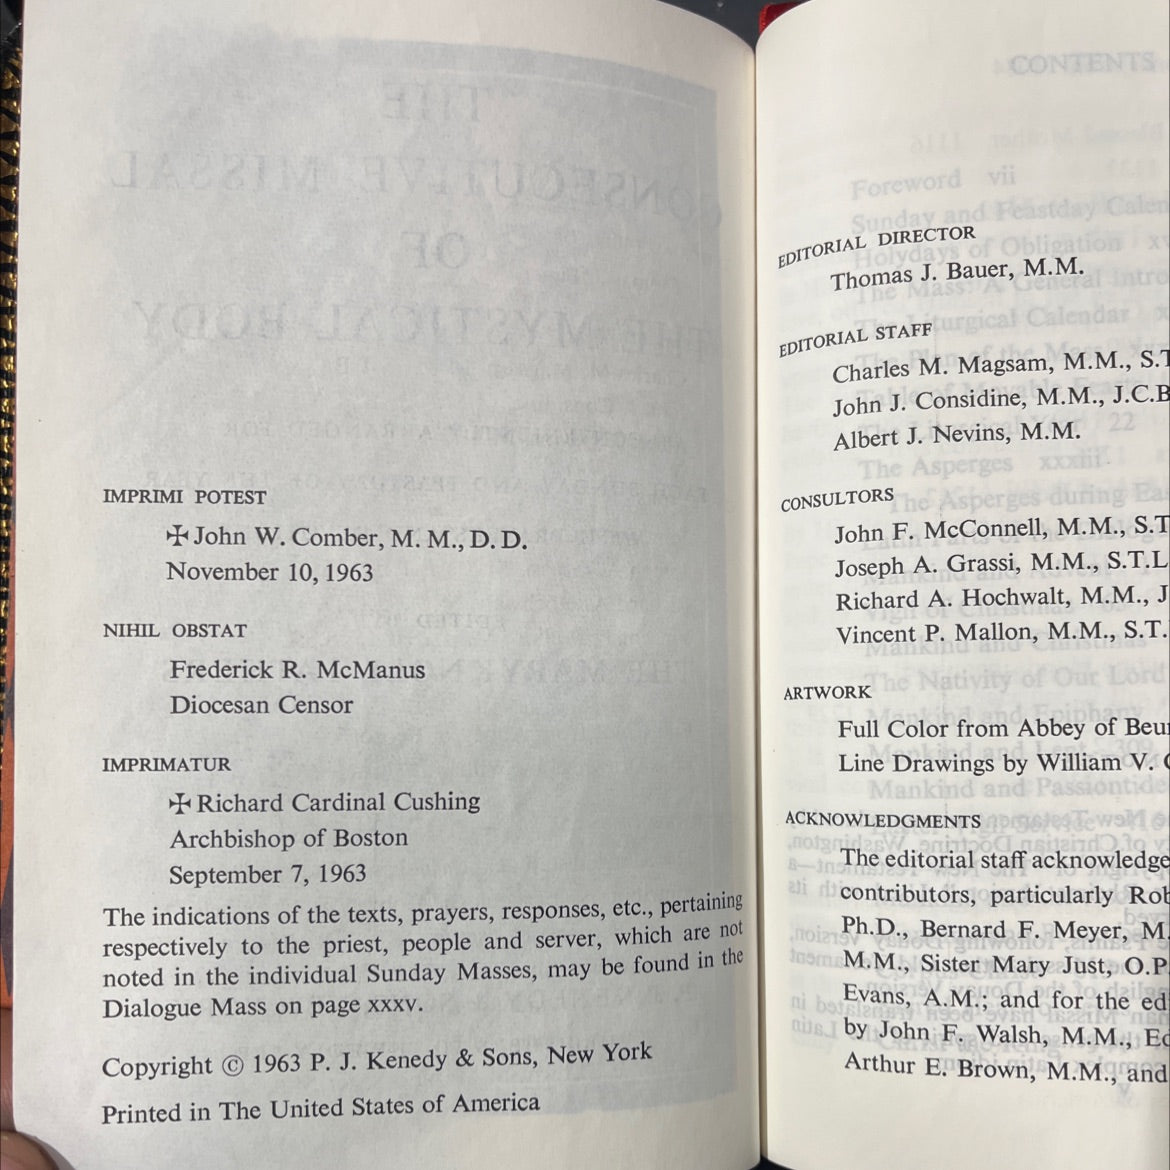 IMPRIMI POTEST
✠ John W. Comber, M. M., D. D.
November 10, 1963
NIHIL OBSTAT
Frederick R. McManus
Diocesan Censor
IMPRIMATUR
✠ Richard Cardinal Cushing
Archbishop of Boston
September 7, 1963
The indications of the texts, prayers, responses, etc., pertaining
respectively to the priest, people and server, which are not
noted in the individual Sunday Masses, may be found in the
Dialogue Mass on page xxxv.
Copyright © 1963 P. J. Kenedy & Sons, New York
Printed in The United States of America
EDITORIAL DIRECTOR
Thomas J. Bauer, M.M.
EDITORIAL STAFF
Charles M. Magsam, M.M., S.T
John J. Considine, M.M., J.C.B
Albert J. Nevins, M.M.
CONSULTORS
John F. McConnell, M.M., S.T
Joseph A. Grassi, M.M., S.T.L
Richard A. Hochwalt, M.M., J
Vincent P. Mallon, M.M., S.T.
ARTWORK
Full Color from Abbey of Beu
Line Drawings by William V.
ACKNOWLEDGMENTS
The editorial staff acknowledge
contributors, particularly Rob
Ph.D., Bernard F. Meyer, M.
M.M., Sister Mary Just, O.P.
Evans, A.M.; and for the ed
by John F. Walsh, M.M., Ed
Arthur E. Brown, M.M., and